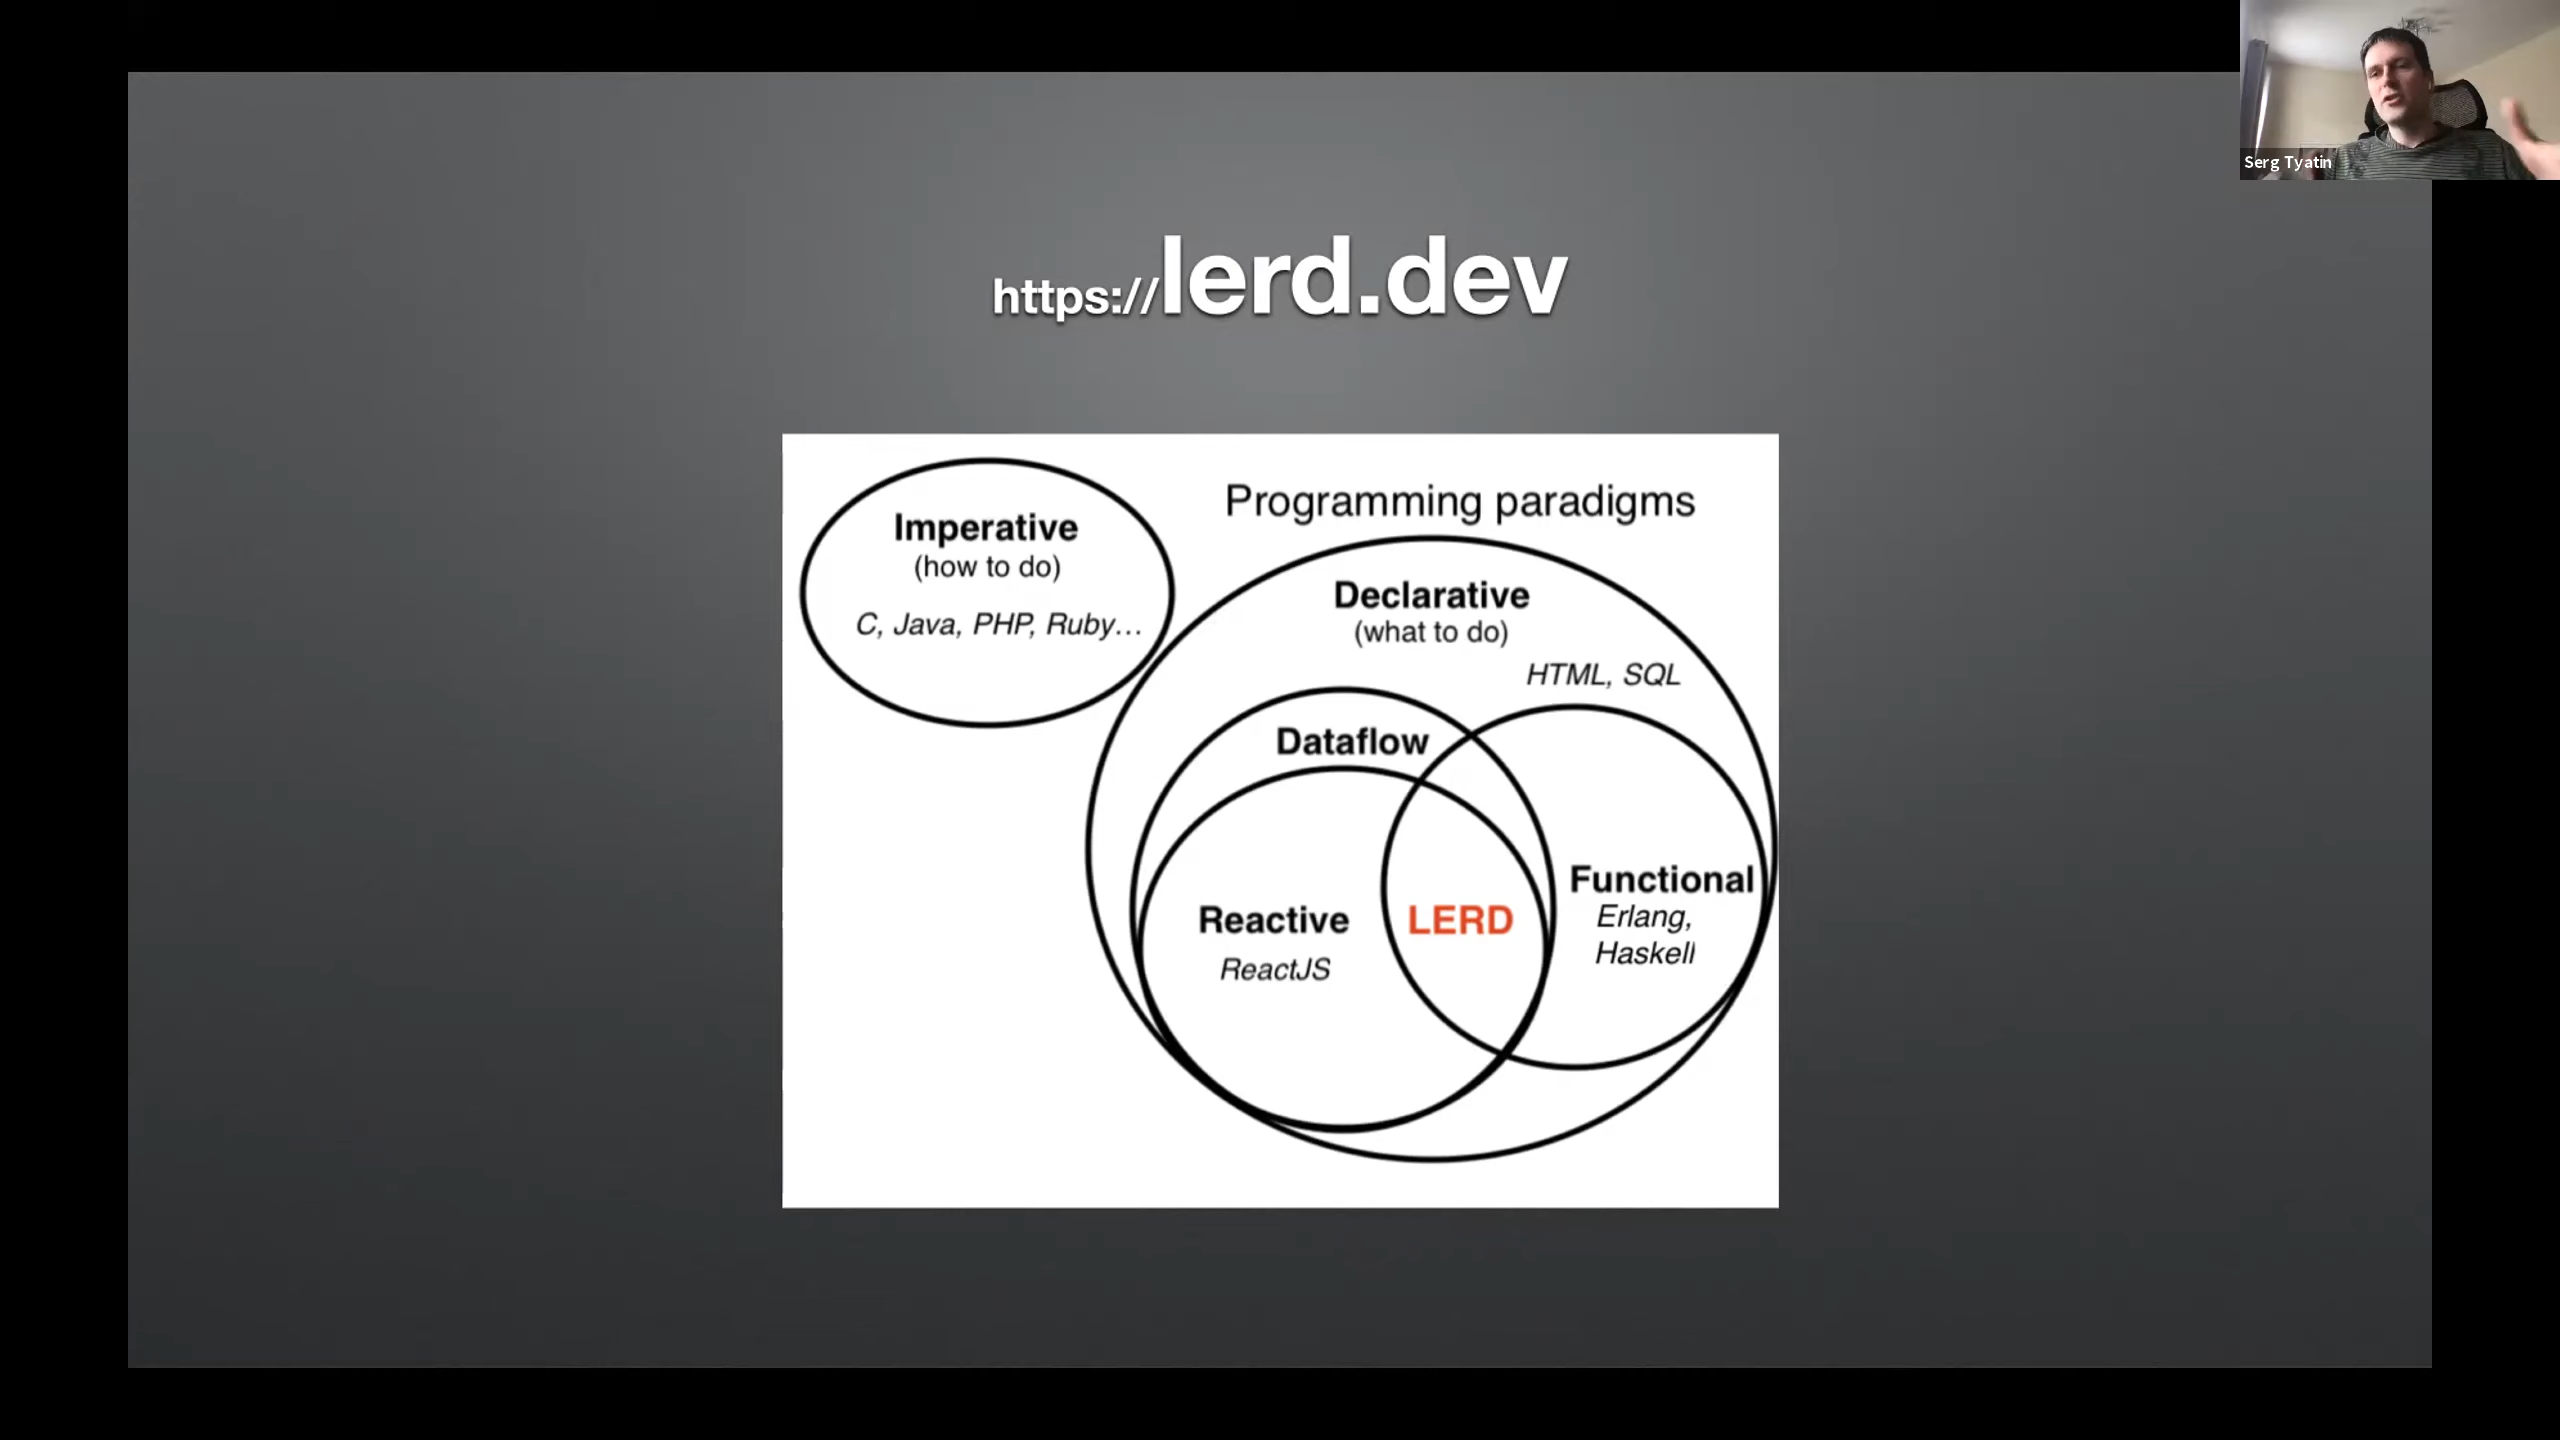 Serg Tyatin
https://lerd.dev
Programming paradigms
Imperative
(how to do)
C, Java, PHP, Ruby...
Declarative
(what to do)
HTML, SQL
Dataflow
Reactive
ReactJS
LERD
Functional
Erlang,
Haskell